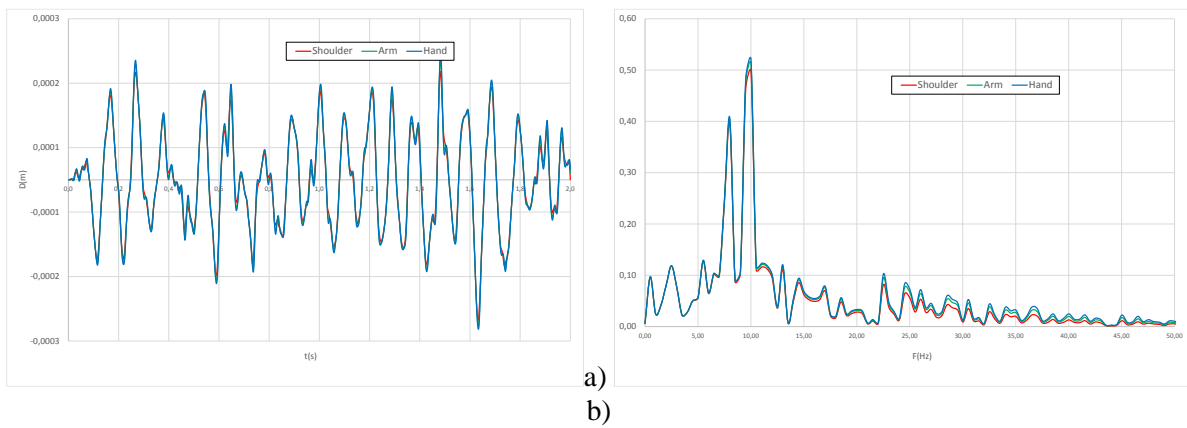 0,0003
0,0002
0,0001
-0,0001
-0,0002
-0,0003
D(m)
0,0 0,2 0,4 0,6 0,8 1,0 1,2 1,4 1,6 1,8 2,0
t(s)
Shoulder Arm Hand
a)
0,60
0,50
0,40
0,30
0,20
0,10
0,00
0,00 5,00 10,00 15,00 20,00 25,00 30,00 35,00 40,00 45,00 50,00
F(Hz)
Shoulder Arm Hand
b)